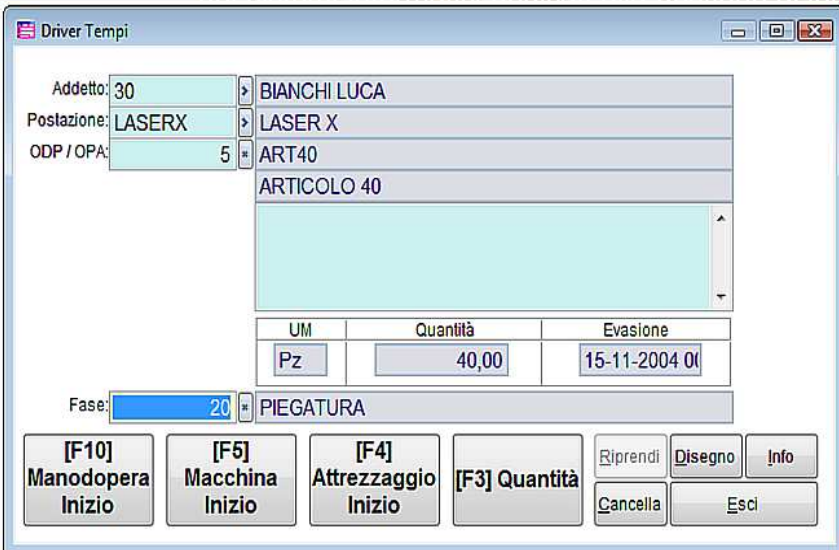 Driver Tempi
Addetto: 30 > BIANCHI LUCA
Postazione: LASERX > LASER X
ODP / OPA: 5 * ART40
ARTICOLO 40
UM Quantità Evasione
Pz 40,00 15-11-2004 0(
Fase: 20 * PIEGATURA
[F10] Manodopera Inizio
[F5] Macchina Inizio
[F4] Attrezzaggio Inizio
[F3] Quantità
Riprendi Disegno Info
Cancella Esci